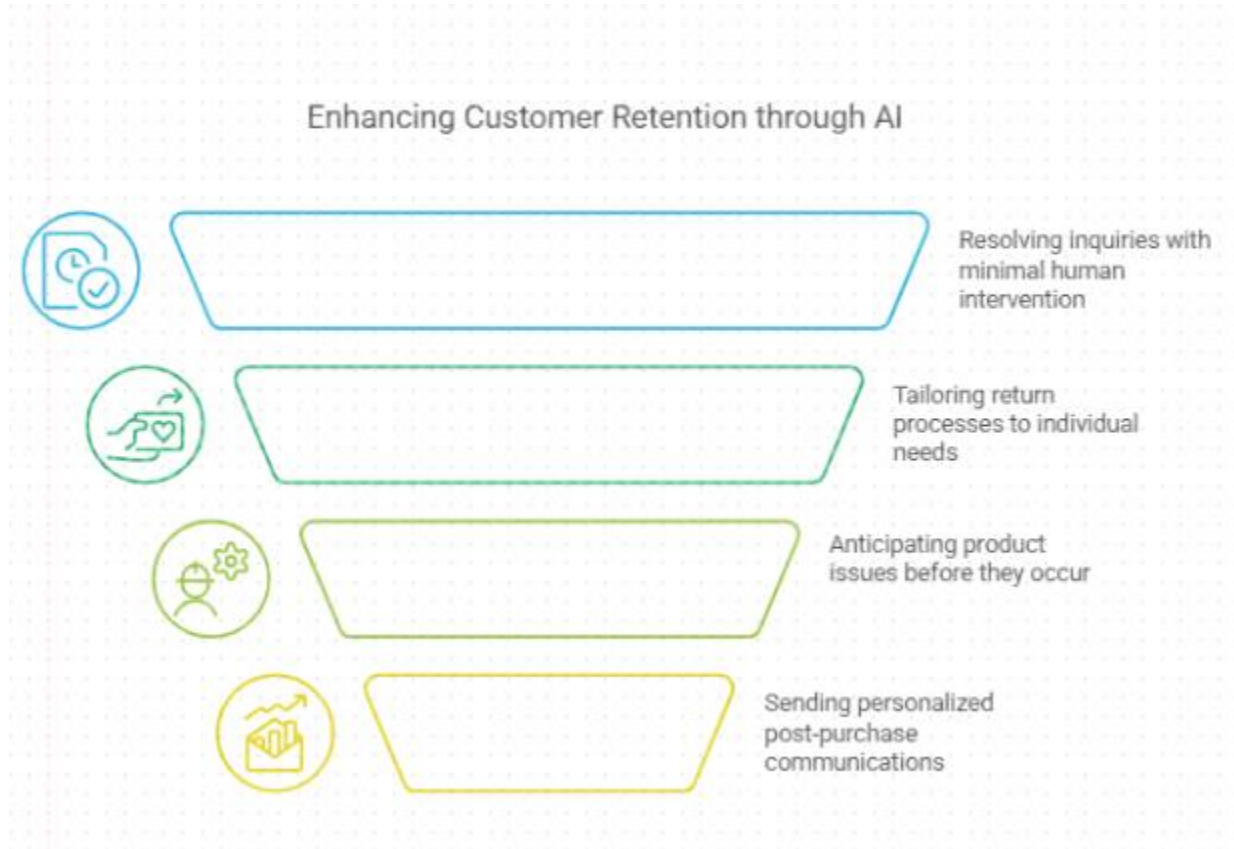 Enhancing Customer Retention through AI
Resolving inquiries with
minimal human
intervention
Tailoring return
processes to individual
needs
Anticipating product
issues before they occur
Sending personalized
post-purchase
communications